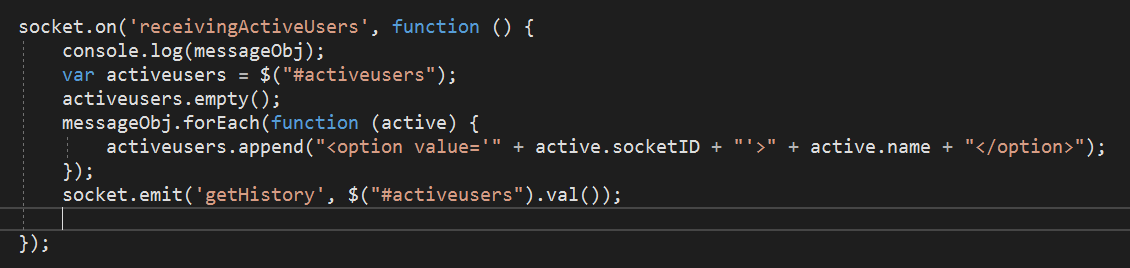 socket.on('receivingActiveUsers', function () {
    console.log(messageObj);
    var activeusers = $("#activeusers");
    activeusers.empty();
    messageObj.forEach(function (active) {
        activeusers.append("<option value='" + active.socketID + "'>" + active.name + "</option>");
    });
    socket.emit('getHistory', $("#activeusers").val());
});